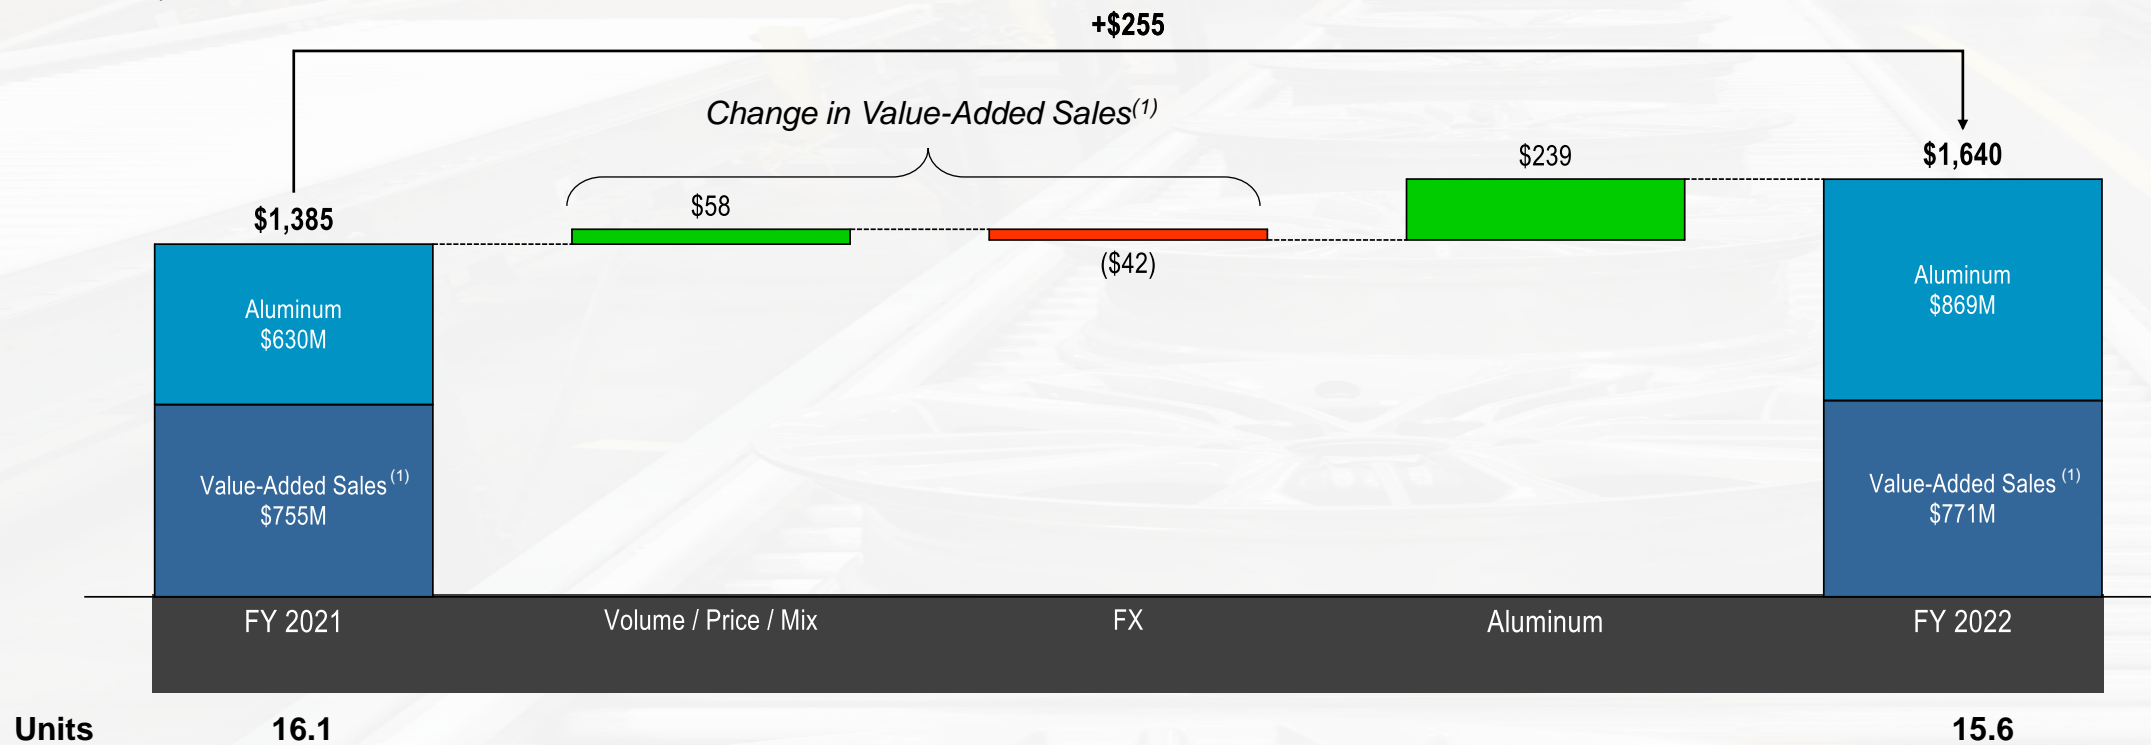 +$255
Change in Value-Added Sales(1)
$1,385
$58
($42)
$239
$1,640
Aluminum
$630M
Value-Added Sales (1)
$755M
Aluminum
$869M
Value-Added Sales (1)
$771M
FY 2021
Volume / Price / Mix
FX
Aluminum
FY 2022
Units
16.1
15.6